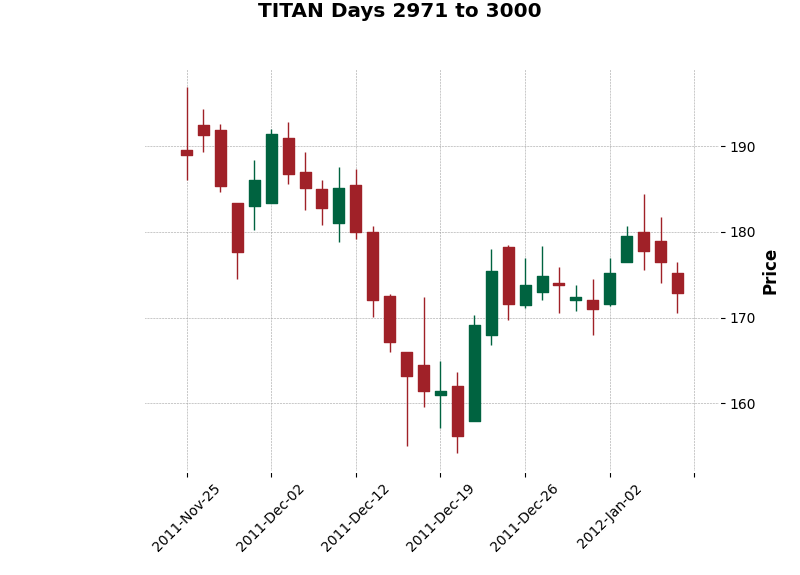 TITAN Days 2971 to 3000
190
180
170
160
Price
2011-Nov-25
2011-Dec-02
2011-Dec-12
2011-Dec-19
2011-Dec-26
2012-Jan-02